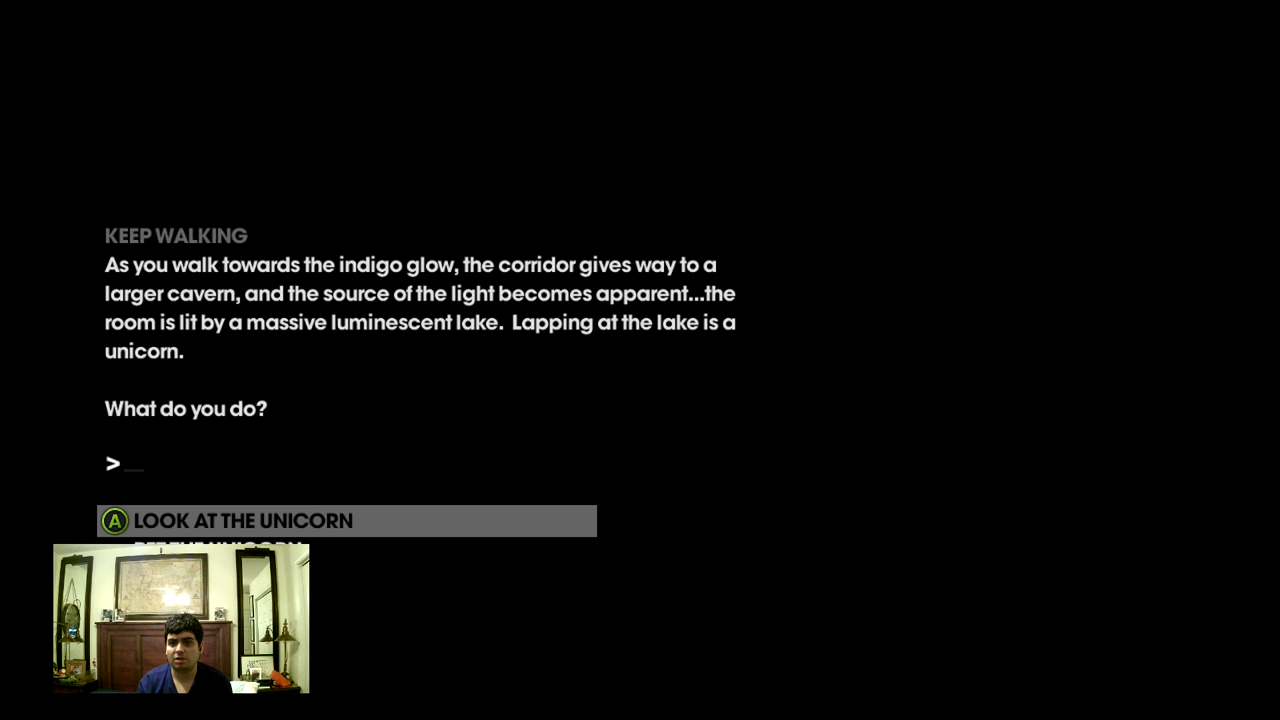 KEEP WALKING
As you walk towards the indigo glow, the corridor gives way to a
larger cavern, and the source of the light becomes apparent...the
room is lit by a massive luminescent lake.  Lapping at the lake is a
unicorn.
What do you do?
>_
A LOOK AT THE UNICORN